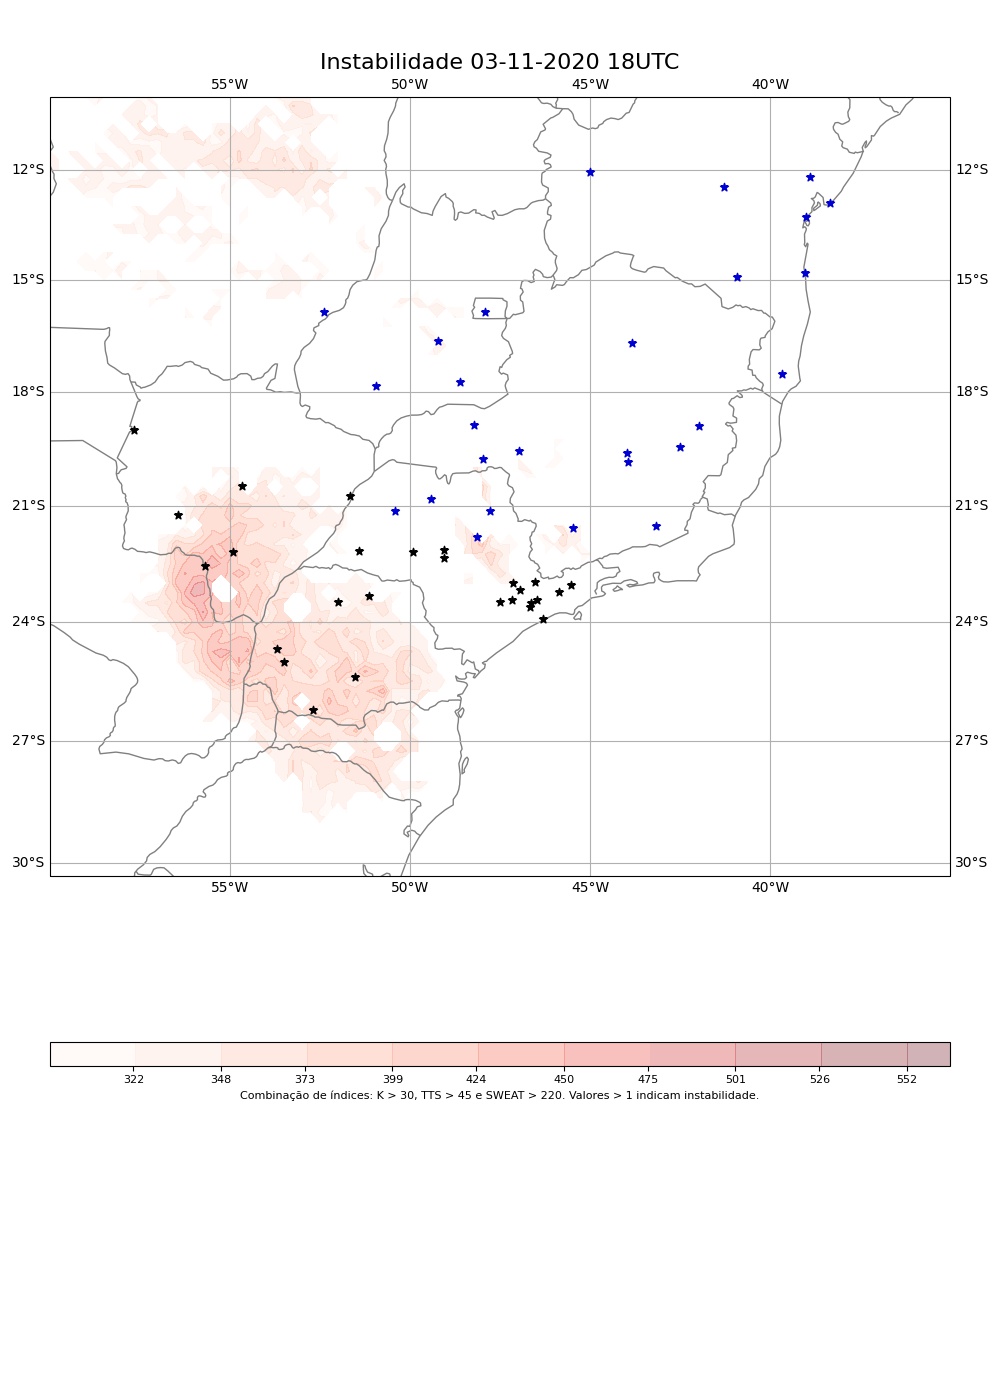 Instabilidade 03-11-2020 18UTC
55°W 50°W 45°W 40°W
12°S 12°S
15°S 15°S
18°S 18°S
21°S 21°S
24°S 24°S
27°S 27°S
30°S 30°S
55°W 50°W 45°W 40°W
322 348 373 399 424 450 475 501 526 552
Combinação de índices: K > 30, TTS > 45 e SWEAT > 220. Valores > 1 indicam instabilidade.